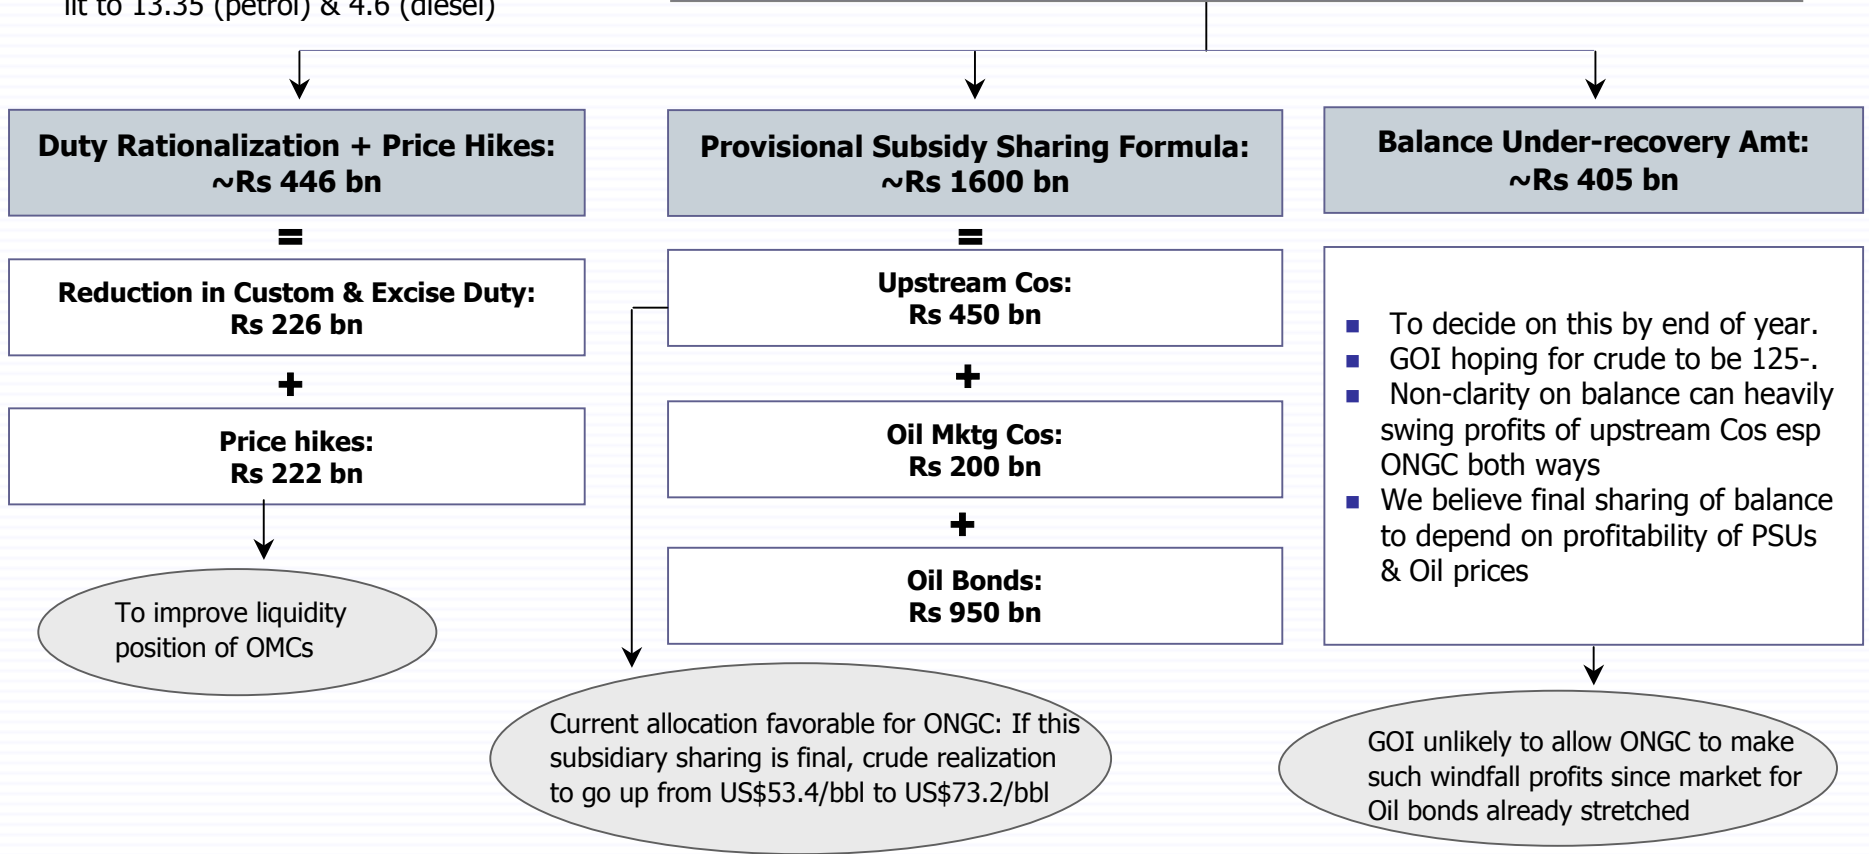 lit to 13.35 (petrol) & 4.6 (diesel)
Duty Rationalization + Price Hikes:
~Rs 446 bn
=
Reduction in Custom & Excise Duty:
Rs 226 bn
+
Price hikes:
Rs 222 bn
To improve liquidity
position of OMCs
Provisional Subsidy Sharing Formula:
~Rs 1600 bn
=
Upstream Cos:
Rs 450 bn
+
Oil Mktg Cos:
Rs 200 bn
+
Oil Bonds:
Rs 950 bn
Current allocation favorable for ONGC: If this
subsidiary sharing is final, crude realization
to go up from US$53.4/bbl to US$73.2/bbl
Balance Under-recovery Amt:
~Rs 405 bn
■ To decide on this by end of year.
■ GOI hoping for crude to be 125-.
■ Non-clarity on balance can heavily
swing profits of upstream Cos esp
ONGC both ways
■ We believe final sharing of balance
to depend on profitability of PSUs
& Oil prices
GOI unlikely to allow ONGC to make
such windfall profits since market for
Oil bonds already stretched